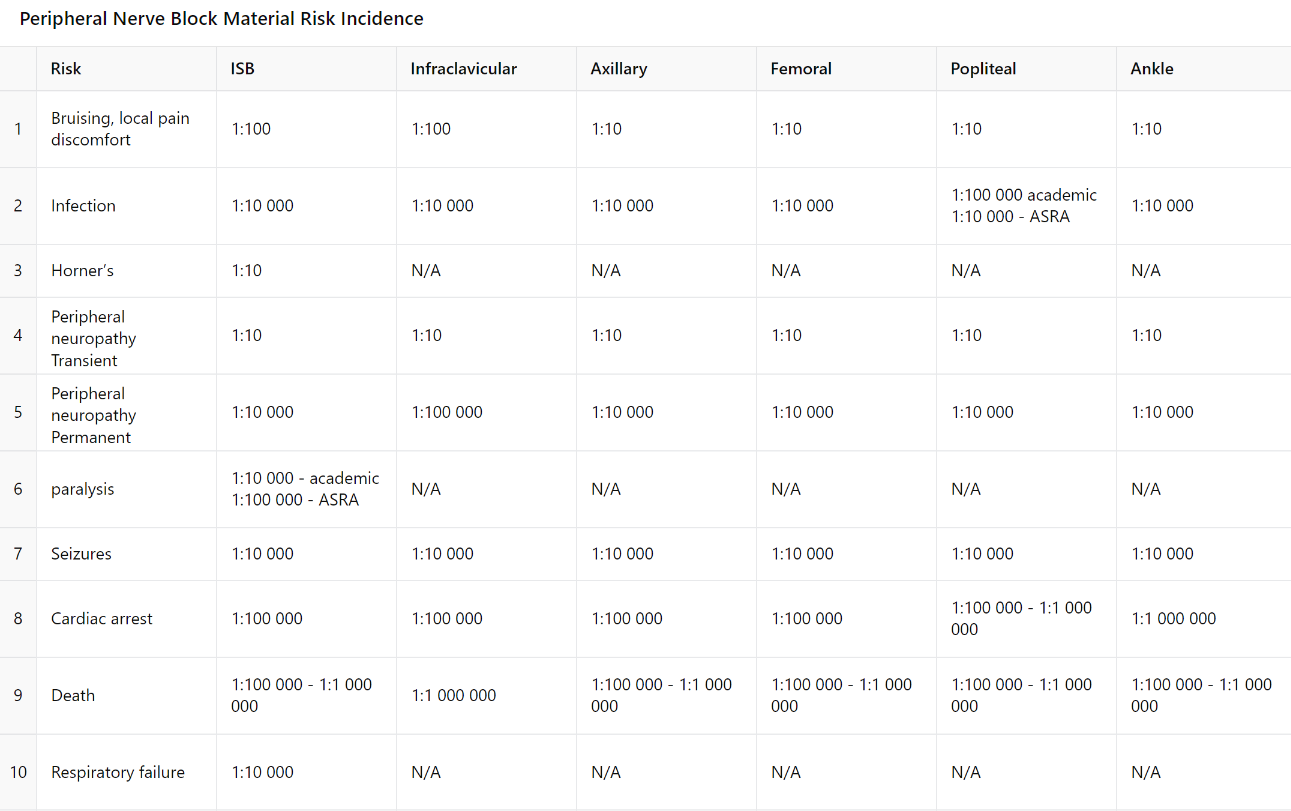 Peripheral Nerve Block Material Risk Incidence
Risk ISB Infraclavicular Axillary Femoral Popliteal Ankle
1 Bruising, local pain discomfort 1:100 1:100 1:10 1:10 1:10 1:10
2 Infection 1:10 000 1:10 000 1:10 000 1:10 000 1:100 000 academic 1:10 000 - ASRA 1:10 000
3 Horner’s 1:10 N/A N/A N/A N/A N/A
4 Peripheral neuropathy Transient 1:10 1:10 1:10 1:10 1:10 1:10
5 Peripheral neuropathy Permanent 1:10 000 1:100 000 1:10 000 1:10 000 1:10 000 1:10 000
6 paralysis 1:10 000 - academic 1:100 000 - ASRA N/A N/A N/A N/A N/A
7 Seizures 1:10 000 1:10 000 1:10 000 1:10 000 1:10 000 1:10 000
8 Cardiac arrest 1:100 000 1:100 000 1:100 000 1:100 000 1:100 000 - 1:1 000 000 1:1 000 000
9 Death 1:100 000 - 1:1 000 000 1:1 000 000 1:100 000 - 1:1 000 000 1:100 000 - 1:1 000 000 1:100 000 - 1:1 000 000 1:100 000 - 1:1 000 000
10 Respiratory failure 1:10 000 N/A N/A N/A N/A N/A